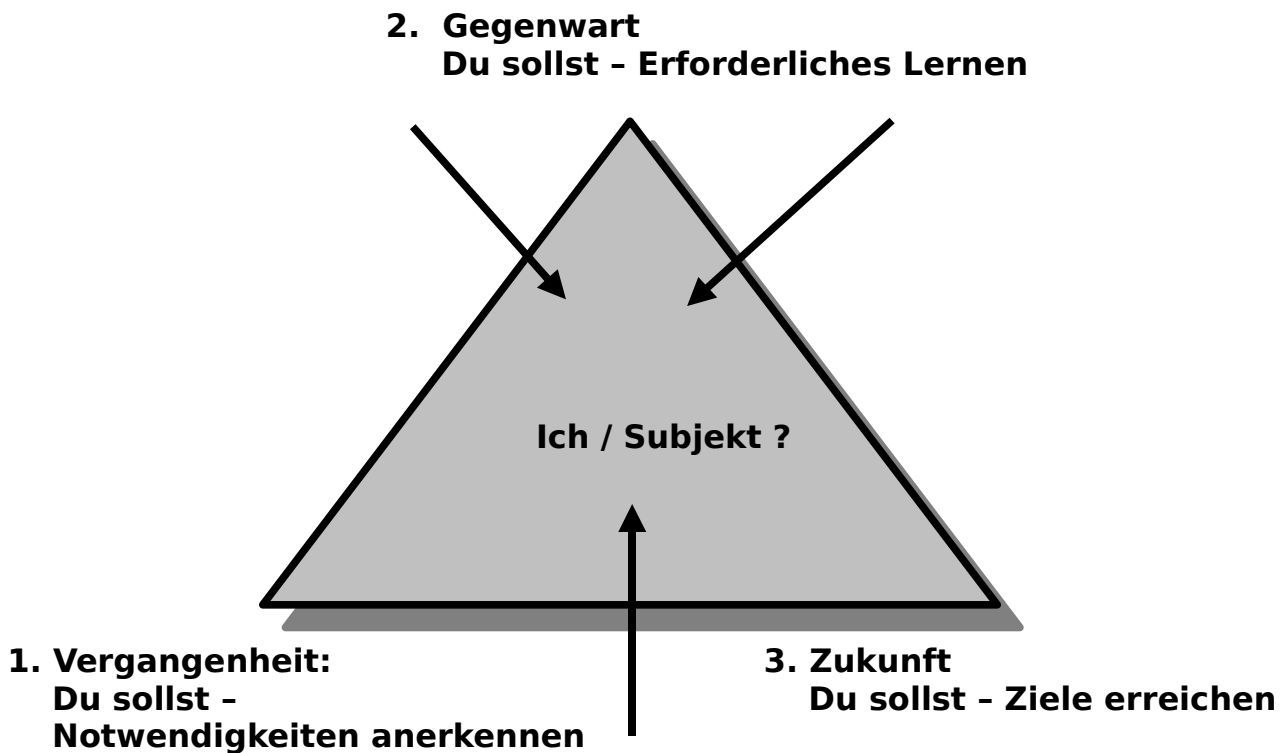 2. Gegenwart
Du sollst – Erforderliches Lernen
Ich / Subjekt ?
1. Vergangenheit:
Du sollst –
Notwendigkeiten anerkennen
3. Zukunft
Du sollst – Ziele erreichen